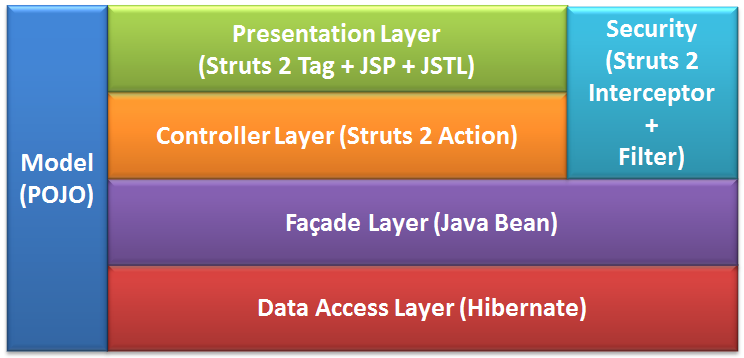 Model
(POJO)
Presentation Layer
(Struts 2 Tag + JSP + JSTL)
Controller Layer (Struts 2 Action)
Security
(Struts 2
Interceptor
+
Filter)
Façade Layer (Java Bean)
Data Access Layer (Hibernate)